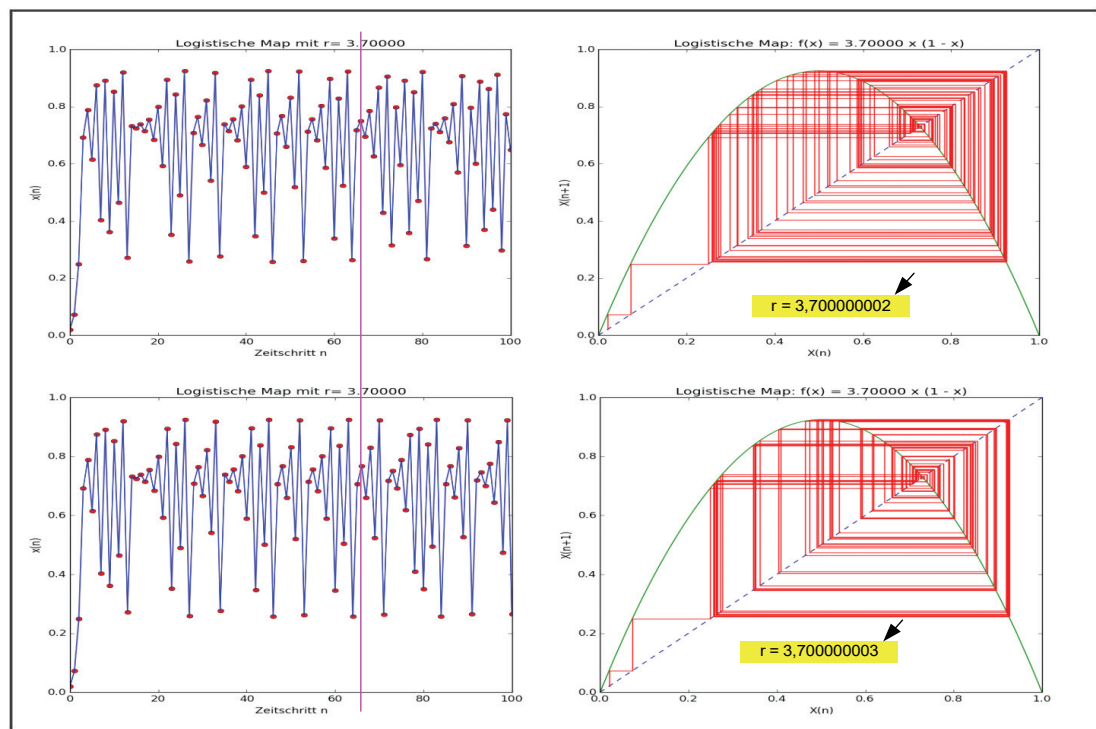 Logistische Map mit r= 3.70000
1.0
0.8
0.6
0.4
0.2
0.0
x(n)
0 20 40 60 80 100
Zeitschritt n
Logistische Map: f(x) = 3.70000 x (1 - x)
1.0
0.8
0.6
0.4
0.2
0.0
X(n+1)
r = 3,700000002
0.0 0.2 0.4 0.6 0.8 1.0
X(n)
Logistische Map mit r= 3.70000
1.0
0.8
0.6
0.4
0.2
0.0
x(n)
0 20 40 60 80 100
Zeitschritt n
Logistische Map: f(x) = 3.70000 x (1 - x)
1.0
0.8
0.6
0.4
0.2
0.0
X(n+1)
r = 3,700000003
0.0 0.2 0.4 0.6 0.8 1.0
X(n)